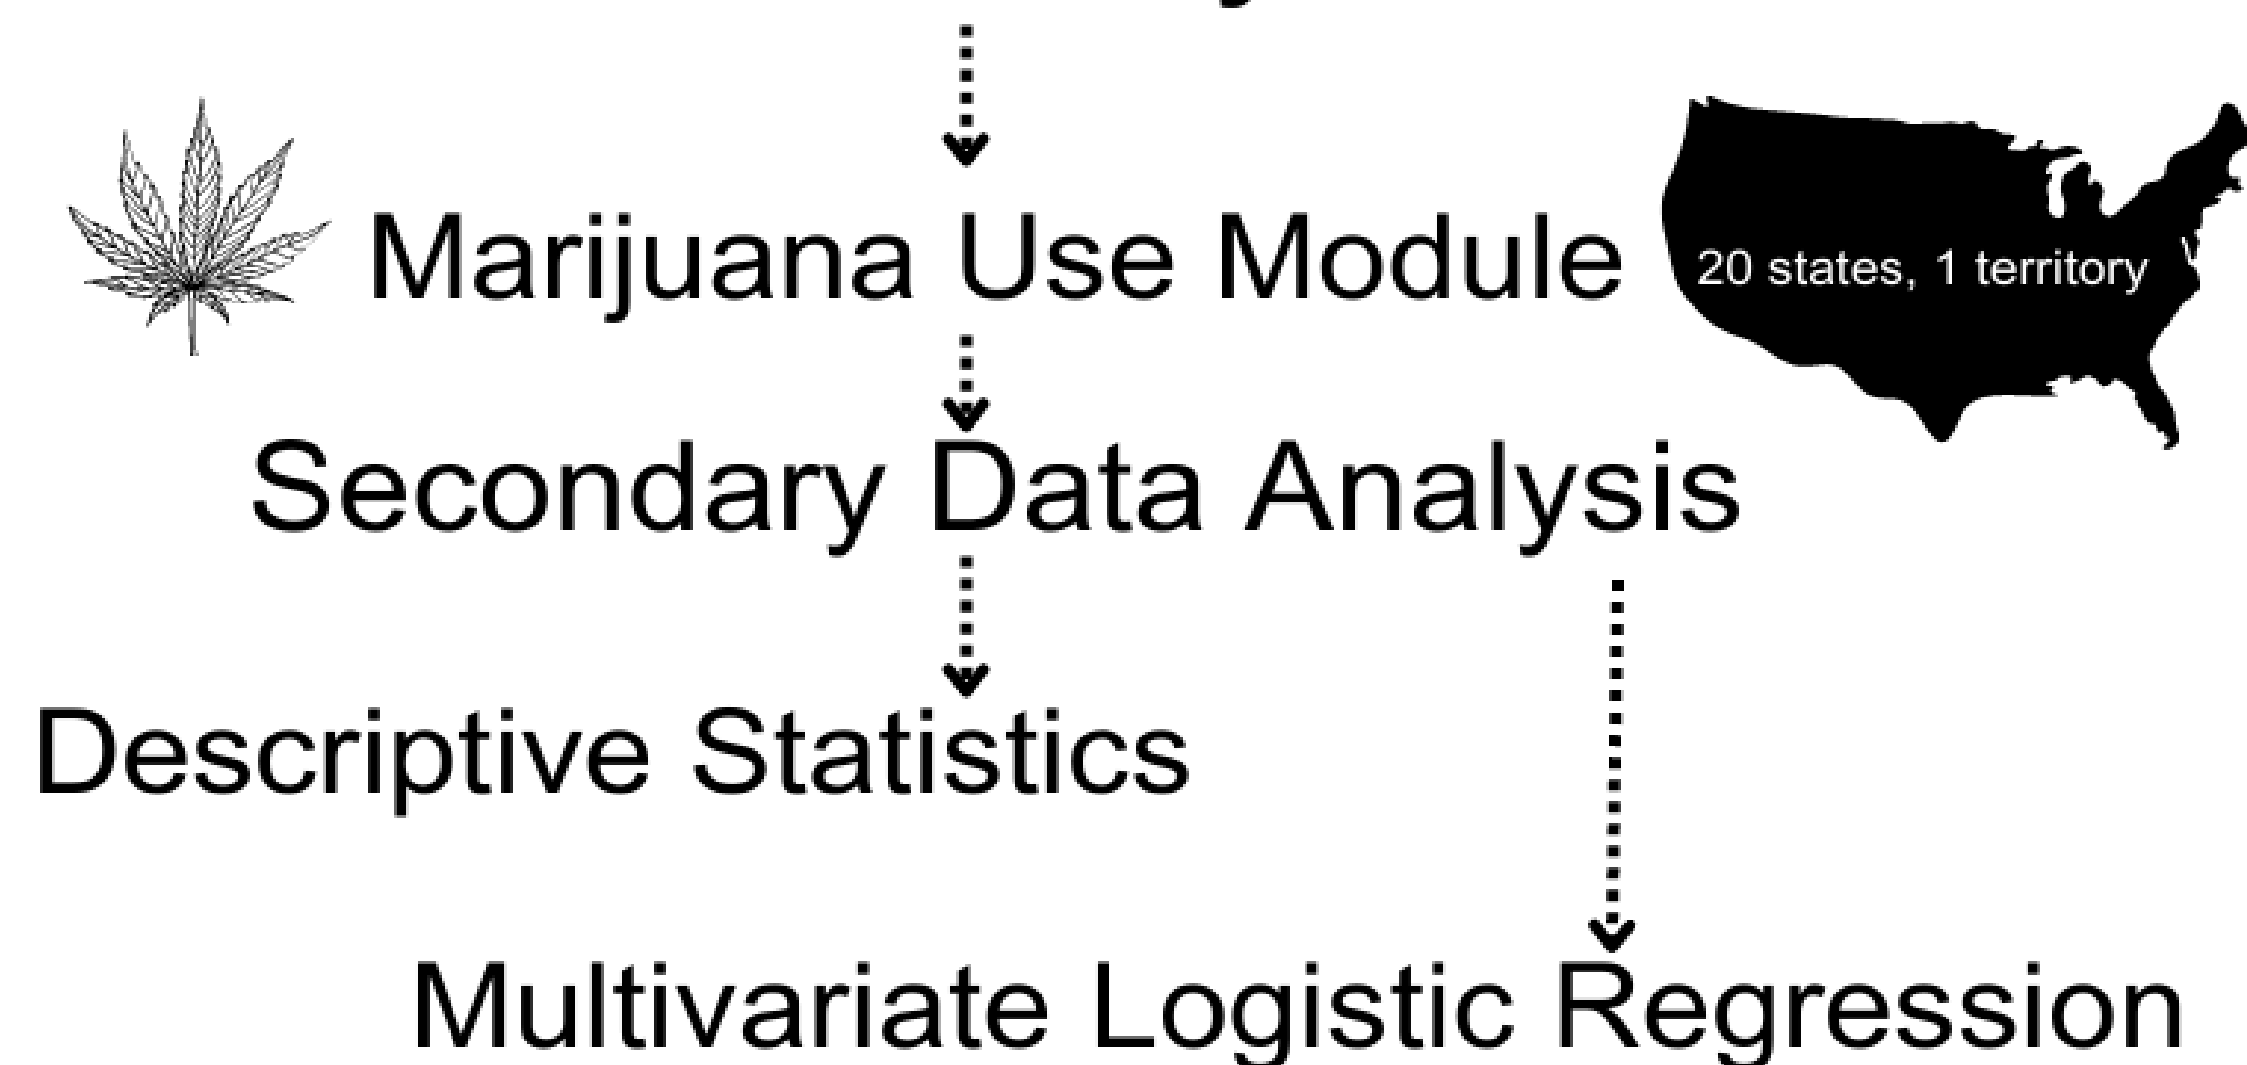 Marijuana Use Module
20 states, 1 territory
Secondary Data Analysis
Descriptive Statistics
Multivariate Logistic Regression